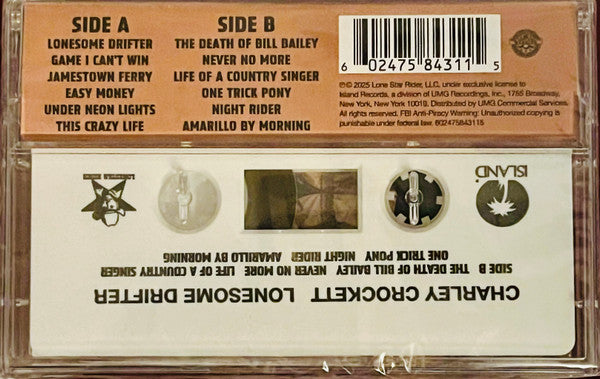 SIDE A
LONESOME DRIFTER
GAME I CAN'T WIN
JAMESTOWN FERRY
EASY MONEY
UNDER NEON LIGHTS
THIS CRAZY LIFE
SIDE B
THE DEATH OF BILL BAILEY
NEVER NO MORE
LIFE OF A COUNTRY SINGER
ONE TRICK PONY
NIGHT RIDER
AMARILLO BY MORNING
6 02475 84311 5
℗© 2025 Lone Star Rider, LLC, under exclusive license to
Island Records, a division of UMG Recordings, Inc., 1755 Broadway,
New York, New York 10019. Distributed by UMG Commercial Services.
All rights reserved. FBI Anti-Piracy Warning: Unauthorized copying is
punishable under federal law. 602475843115
CHARLEY CROCKETT LONESOME DRIFTER
SIDE B THE DEATH OF BILL BAILEY NEVER NO MORE LIFE OF A COUNTRY SINGER
ONE TRICK PONY NIGHT RIDER AMARILLO BY MORNING
ISLAND